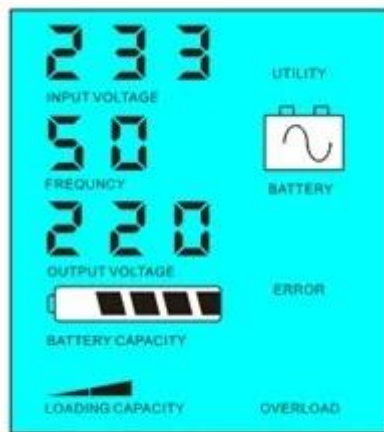 233
UTILITY
INPUT VOLTAGE
50
FREQUNCY
BATTERY
220
OUTPUT VOLTAGE
ERROR
BATTERY CAPACITY
LOADING CAPACITY
OVERLOAD